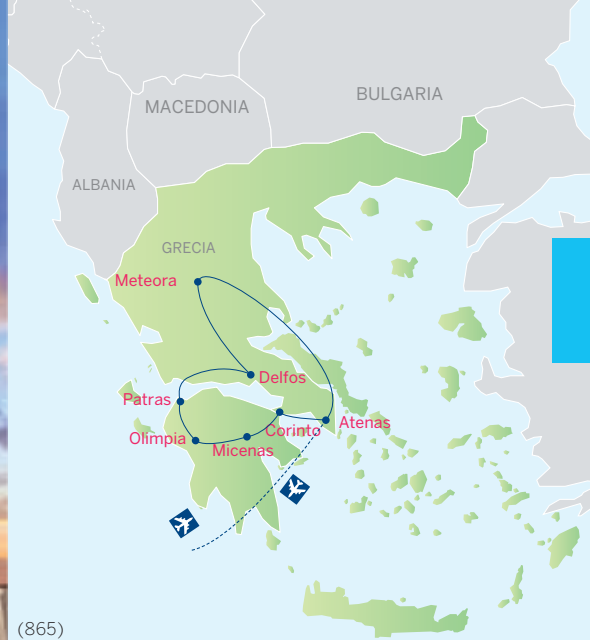 BULGARIA
MACEDONIA
ALBANIA
GRECIA
Meteora
Delfos
Patras
Atenas
Corinto
Olimpia
Micenas
(865)